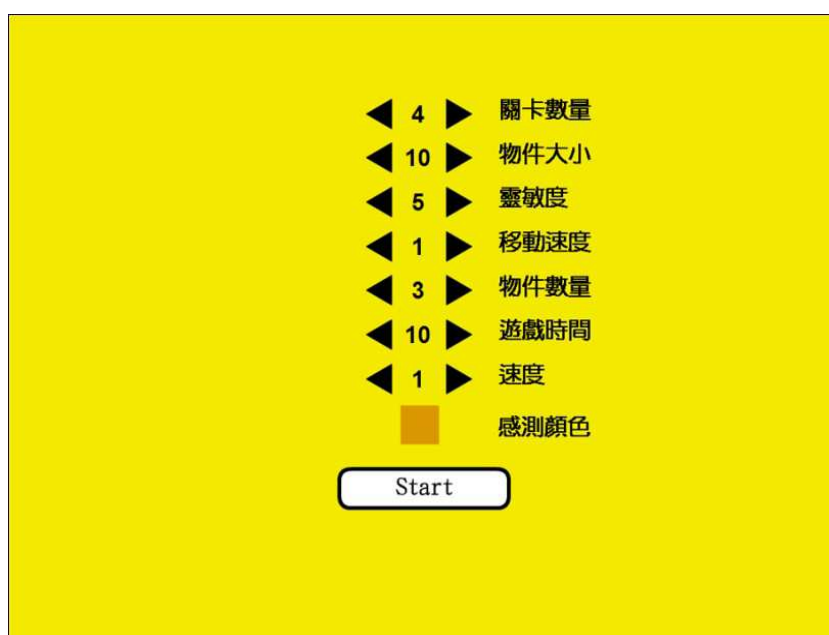 4 關卡數量
10 物件大小
5 靈敏度
1 移動速度
3 物件數量
10 遊戲時間
1 速度
感測顏色
Start